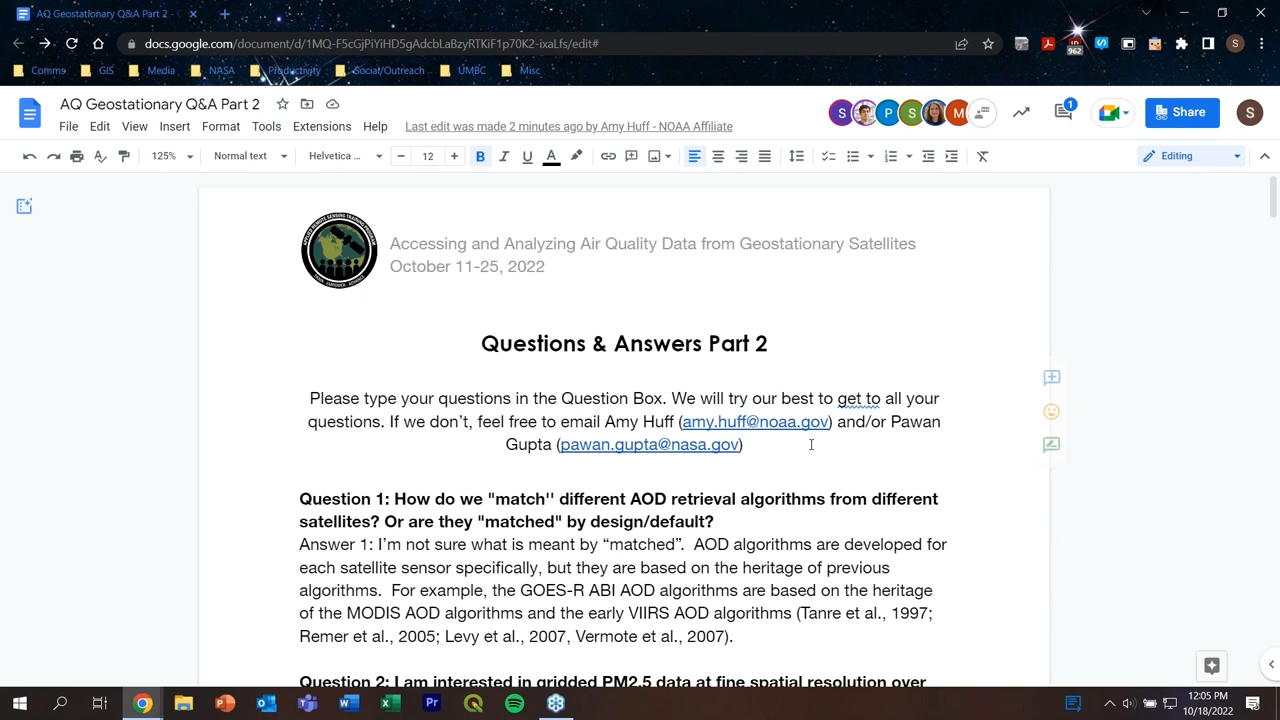 AQ Geostationary Q&A Part 2 -
docs.google.com/document/d/1MQ-F5cGjPiYiHD5gAdcbLaBzyRTKiF1p70K2-ixaLfs/edit#
962
S
Comms GIS Media NASA Productivity Social/Outreach UMBC Misc
AQ Geostationary Q&A Part 2
S P S M 1 Share S
File Edit View Insert Format Tools Extensions Help Last edit was made 2 minutes ago by Amy Huff - NOAA Affiliate
125% Normal text Helvetica ... 12 B I U A Editing
Accessing and Analyzing Air Quality Data from Geostationary Satellites
October 11-25, 2022
Questions & Answers Part 2
Please type your questions in the Question Box. We will try our best to get to all your
questions. If we don’t, feel free to email Amy Huff (amy.huff@noaa.gov) and/or Pawan
Gupta (pawan.gupta@nasa.gov)
Question 1: How do we "match'' different AOD retrieval algorithms from different
satellites? Or are they "matched" by design/default?
Answer 1: I’m not sure what is meant by “matched”.  AOD algorithms are developed for
each satellite sensor specifically, but they are based on the heritage of previous
algorithms.  For example, the GOES-R ABI AOD algorithms are based on the heritage
of the MODIS AOD algorithms and the early VIIRS AOD algorithms (Tanre et al., 1997;
Remer et al., 2005; Levy et al., 2007, Vermote et al., 2007).
Question 2: I am interested in gridded PM2.5 data at fine spatial resolution over
12:05 PM
10/18/2022